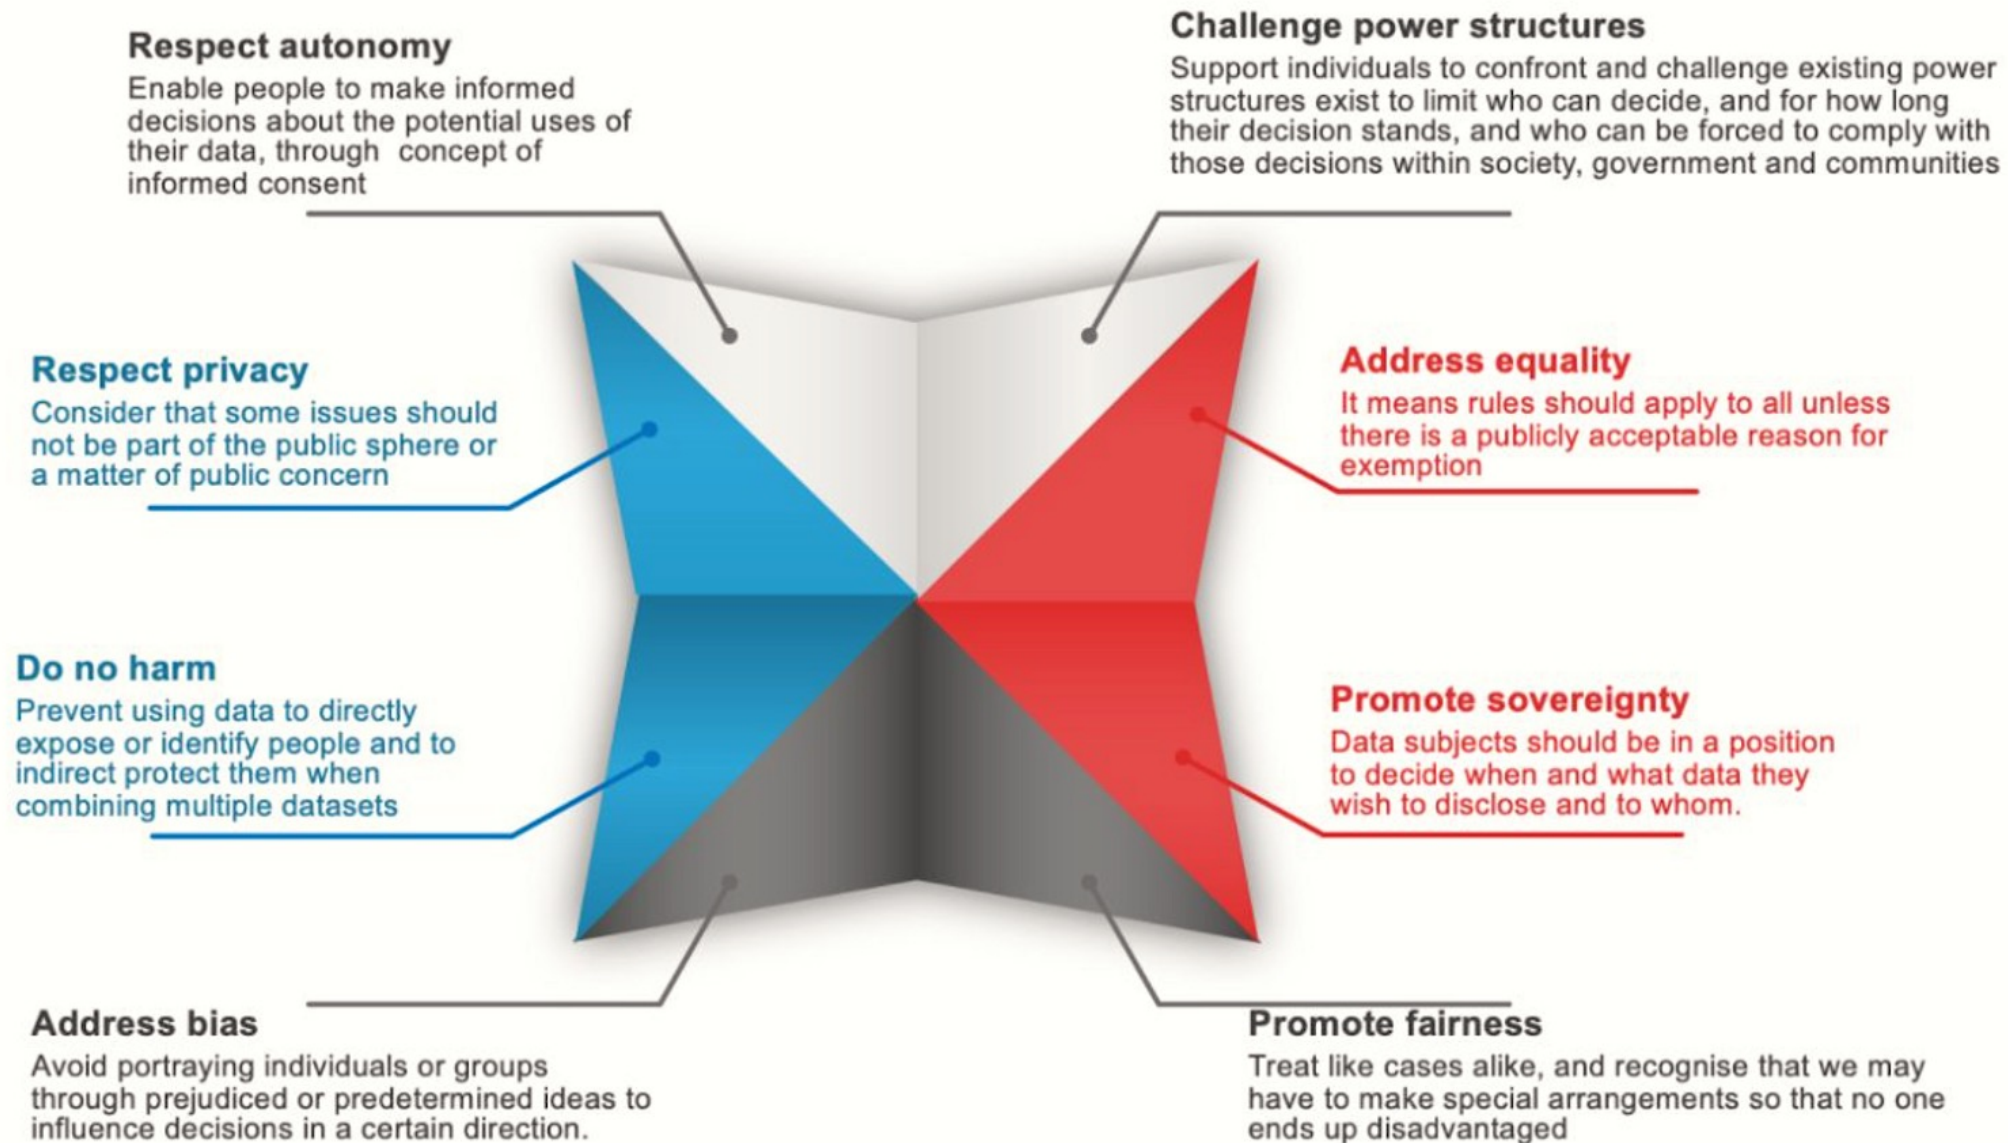 Respect autonomy
Enable people to make informed
decisions about the potential uses of
their data, through concept of
informed consent
Challenge power structures
Support individuals to confront and challenge existing power
structures exist to limit who can decide, and for how long
their decision stands, and who can be forced to comply with
those decisions within society, government and communities
Respect privacy
Consider that some issues should
not be part of the public sphere or
a matter of public concern
Address equality
It means rules should apply to all unless
there is a publicly acceptable reason for
exemption
Do no harm
Prevent using data to directly
expose or identify people and to
indirect protect them when
combining multiple datasets
Promote sovereignty
Data subjects should be in a position
to decide when and what data they
wish to disclose and to whom.
Address bias
Avoid portraying individuals or groups
through prejudiced or predetermined ideas to
influence decisions in a certain direction.
Promote fairness
Treat like cases alike, and recognise that we may
have to make special arrangements so that no one
ends up disadvantaged